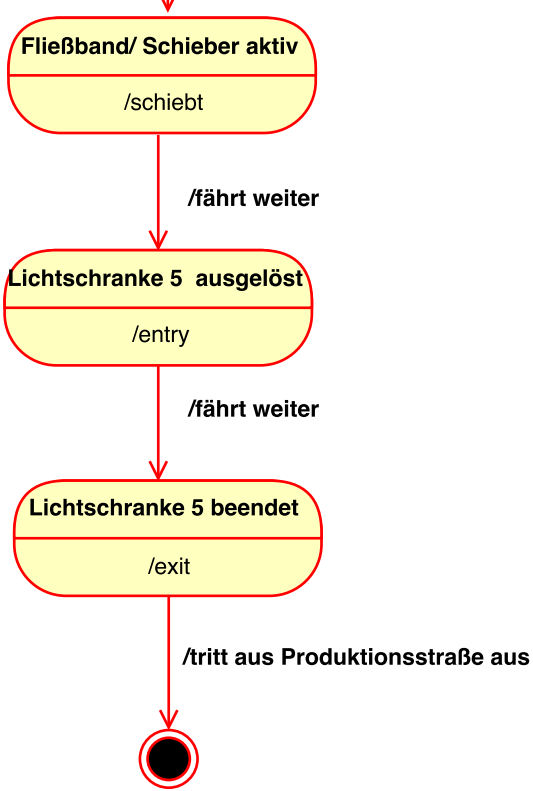 Fließband/ Schieber aktiv
/schiebt
/fährt weiter
Lichtschranke 5  ausgelöst
/entry
/fährt weiter
Lichtschranke 5 beendet
/exit
/tritt aus Produktionsstraße aus